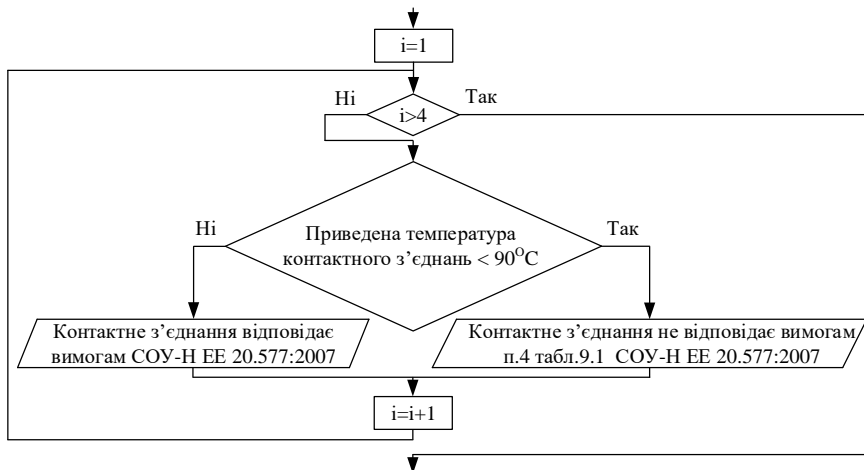 i=1
Ні
Так
i>4
Ні
Так
Приведена температура
контактного з’єднань < 90ᴼС
Контактне з’єднання відповідає
вимогам СОУ-Н ЕЕ 20.577:2007
Контактне з’єднання не відповідає вимогам
п.4 табл.9.1 СОУ-Н ЕЕ 20.577:2007
i=i+1